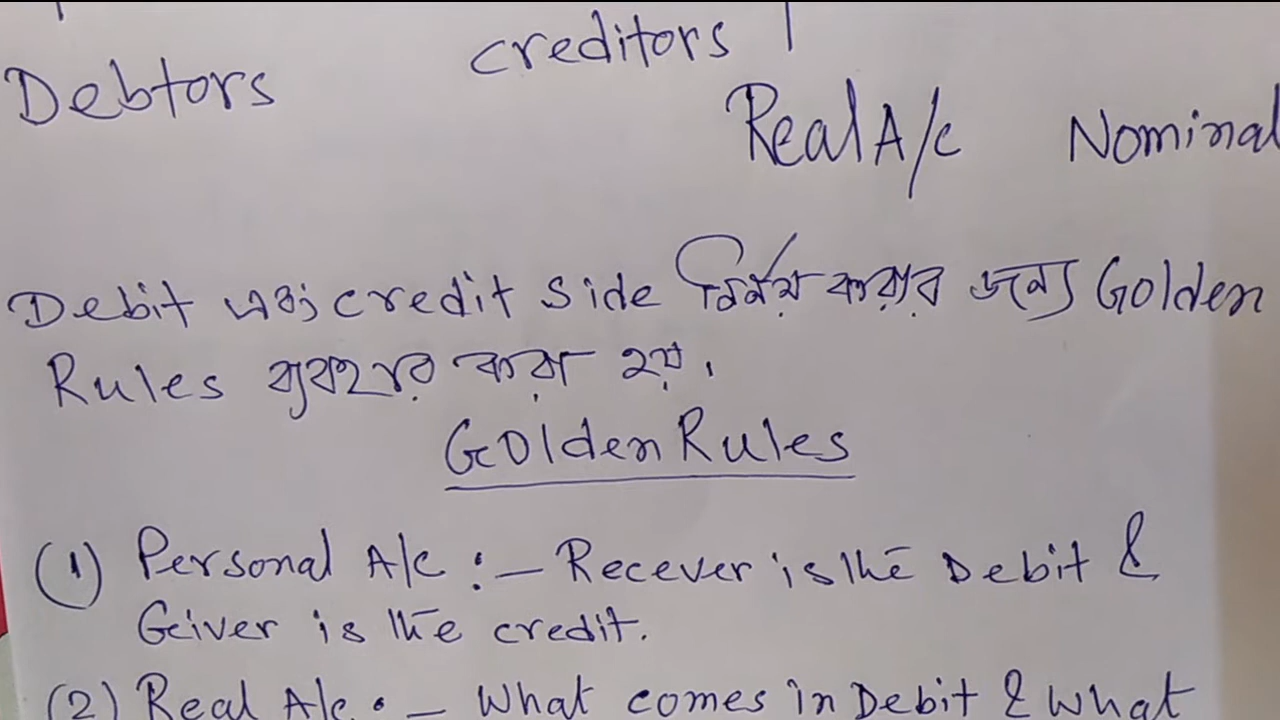 Debtors creditors
Real A/c Nominal
Debit এবং credit side নির্ণয় করার জন্য Golden
Rules ব্যবহার করা হয়।
Golden Rules
(1) Personal A/c :- Recever is the Debit &
Geiver is the credit.
(2) Real A/c :- What comes in Debit & What